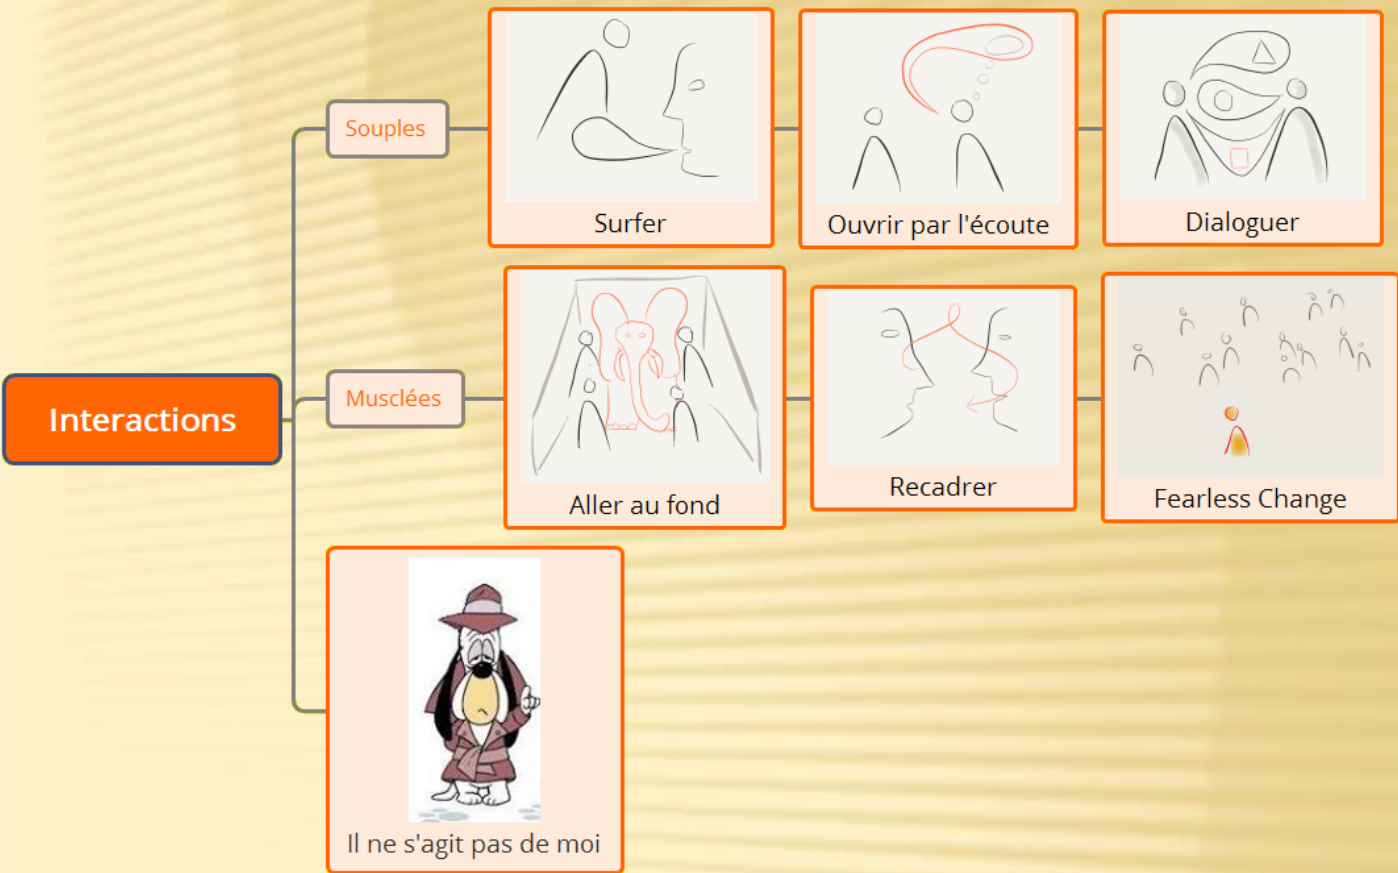 Interactions
Souples
Surfer
Ouvrir par l'écoute
Dialoguer
Musclées
Aller au fond
Recadrer
Fearless Change
Il ne s'agit pas de moi